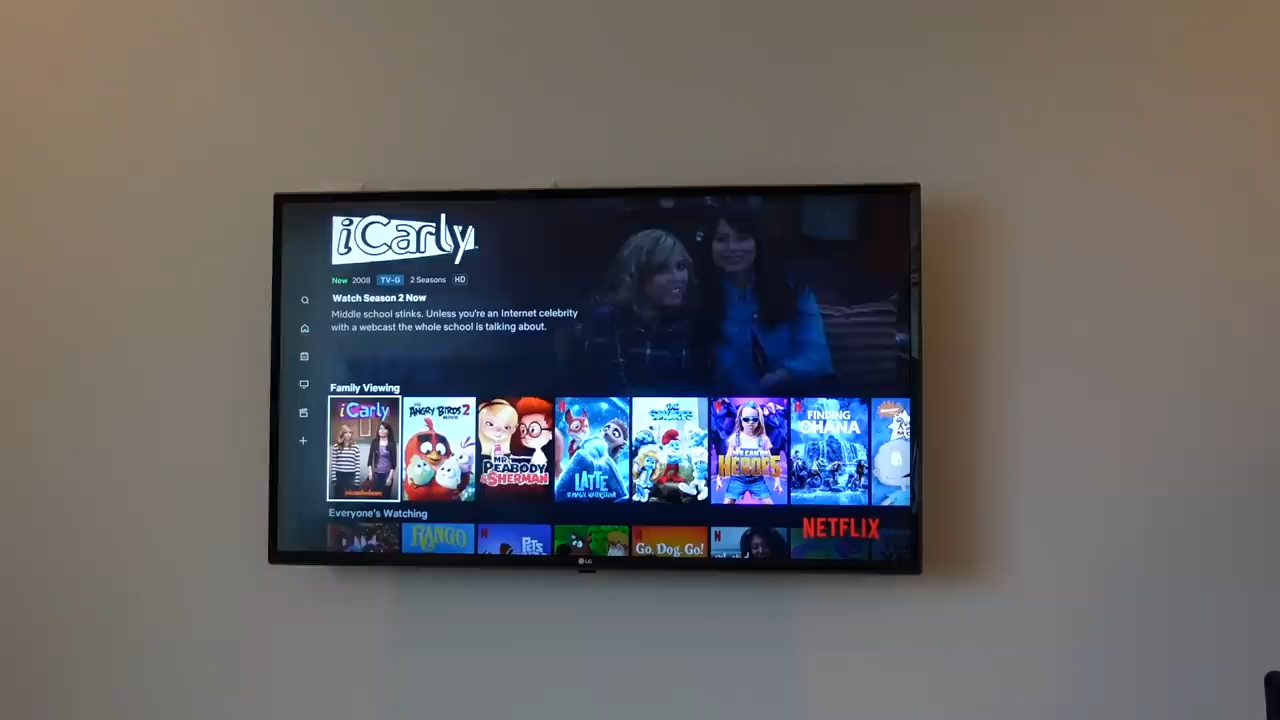 iCarly
New 2008 TV-G 2 Seasons HD
Watch Season 2 Now
Middle school stinks. Unless you're an Internet celebrity
with a webcast the whole school is talking about.
Family Viewing
iCarly
nickelodeon
THE ANGRY BIRDS 2 MOVIE
MR. PEABODY
& SHERMAN
LATTE
THE SMURFS
WE CAN BE
HEROES
FINDING
'OHANA
Everyone's Watching
RANGO
PETS
Go, Dog. Go!
NETFLIX
LG